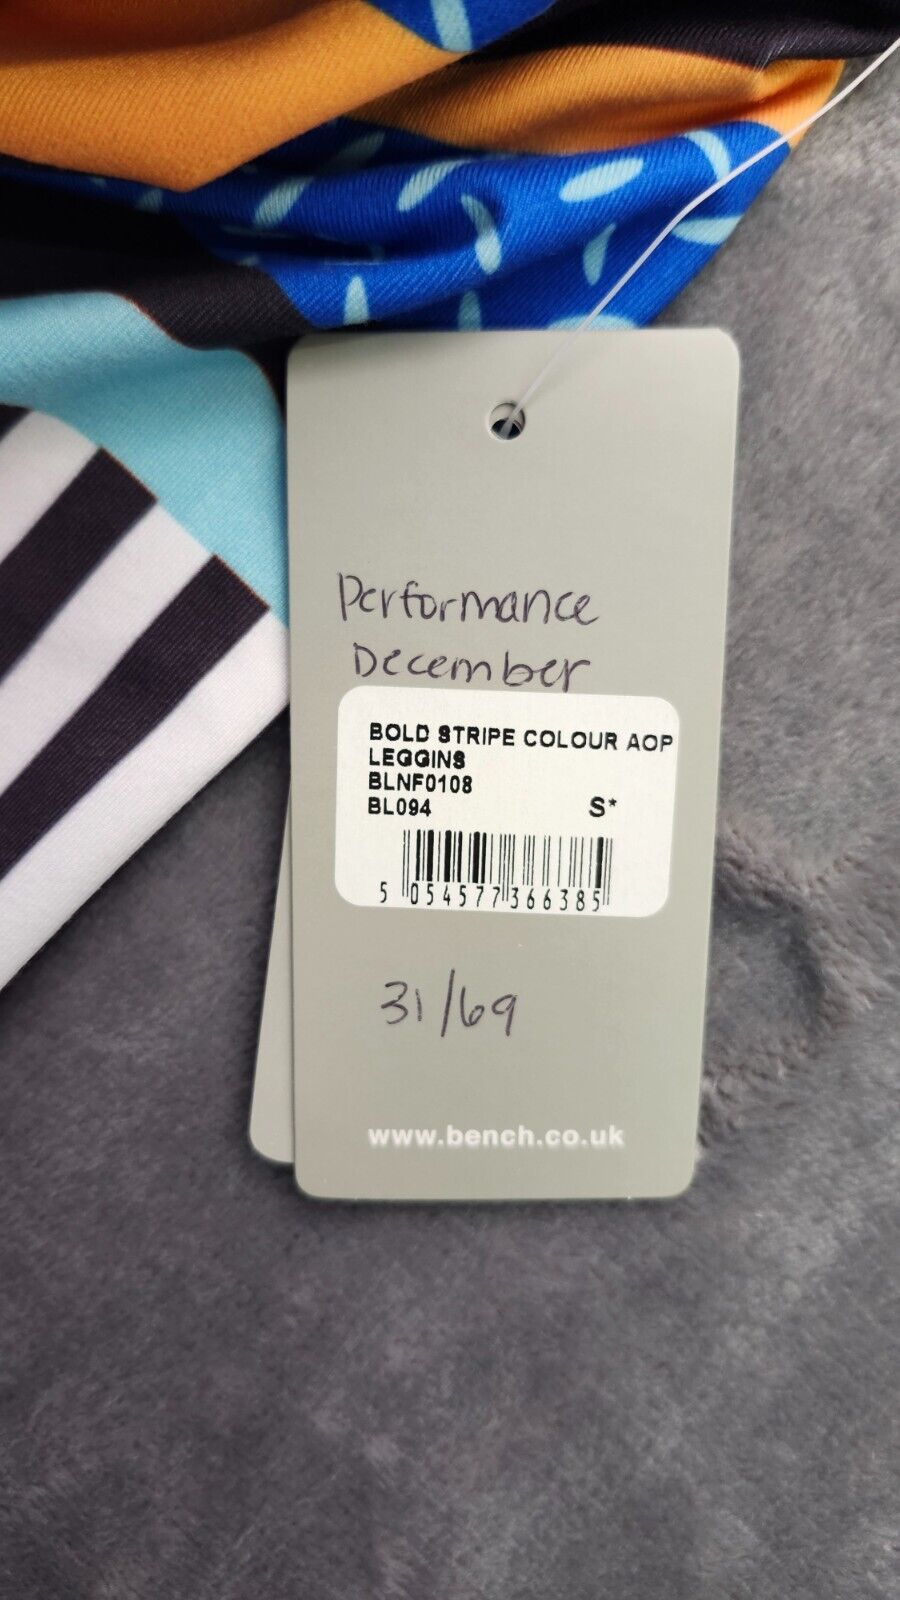 Performance
December
BOLD STRIPE COLOUR AOP
LEGGINS
BLNF0108
BL094 S*
5 054577 366385
31/69
www.bench.co.uk